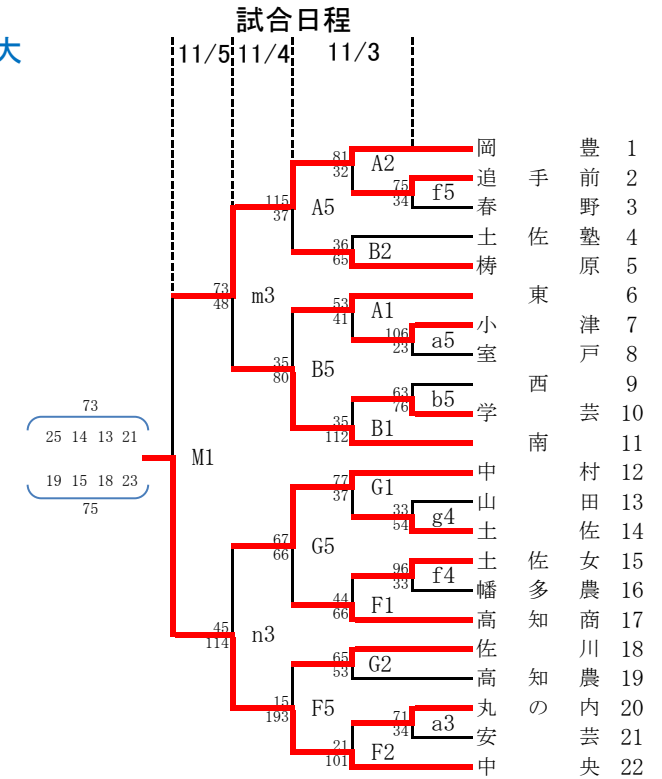 試合日程
大
11/5 11/4 11/3
岡豊 1
81
32
A2
追手前 2
75
34
f5
春野 3
115
37
A5
土佐塾 4
36
65
B2
梼原 5
73
48
m3
東 6
53
41
A1
小津 7
106
23
a5
室戸 8
35
80
B5
西 9
63
76
b5
学芸 10
35
112
B1
南 11
73
25 14 13 21
19 15 18 23
75
M1
中村 12
77
37
G1
山田 13
33
54
g4
土佐 14
67
66
G5
土佐女 15
96
33
f4
幡多農 16
44
66
F1
高知商 17
45
114
n3
佐川 18
65
53
G2
高知農 19
15
193
F5
丸の内 20
71
34
a3
安芸 21
21
101
F2
中央 22